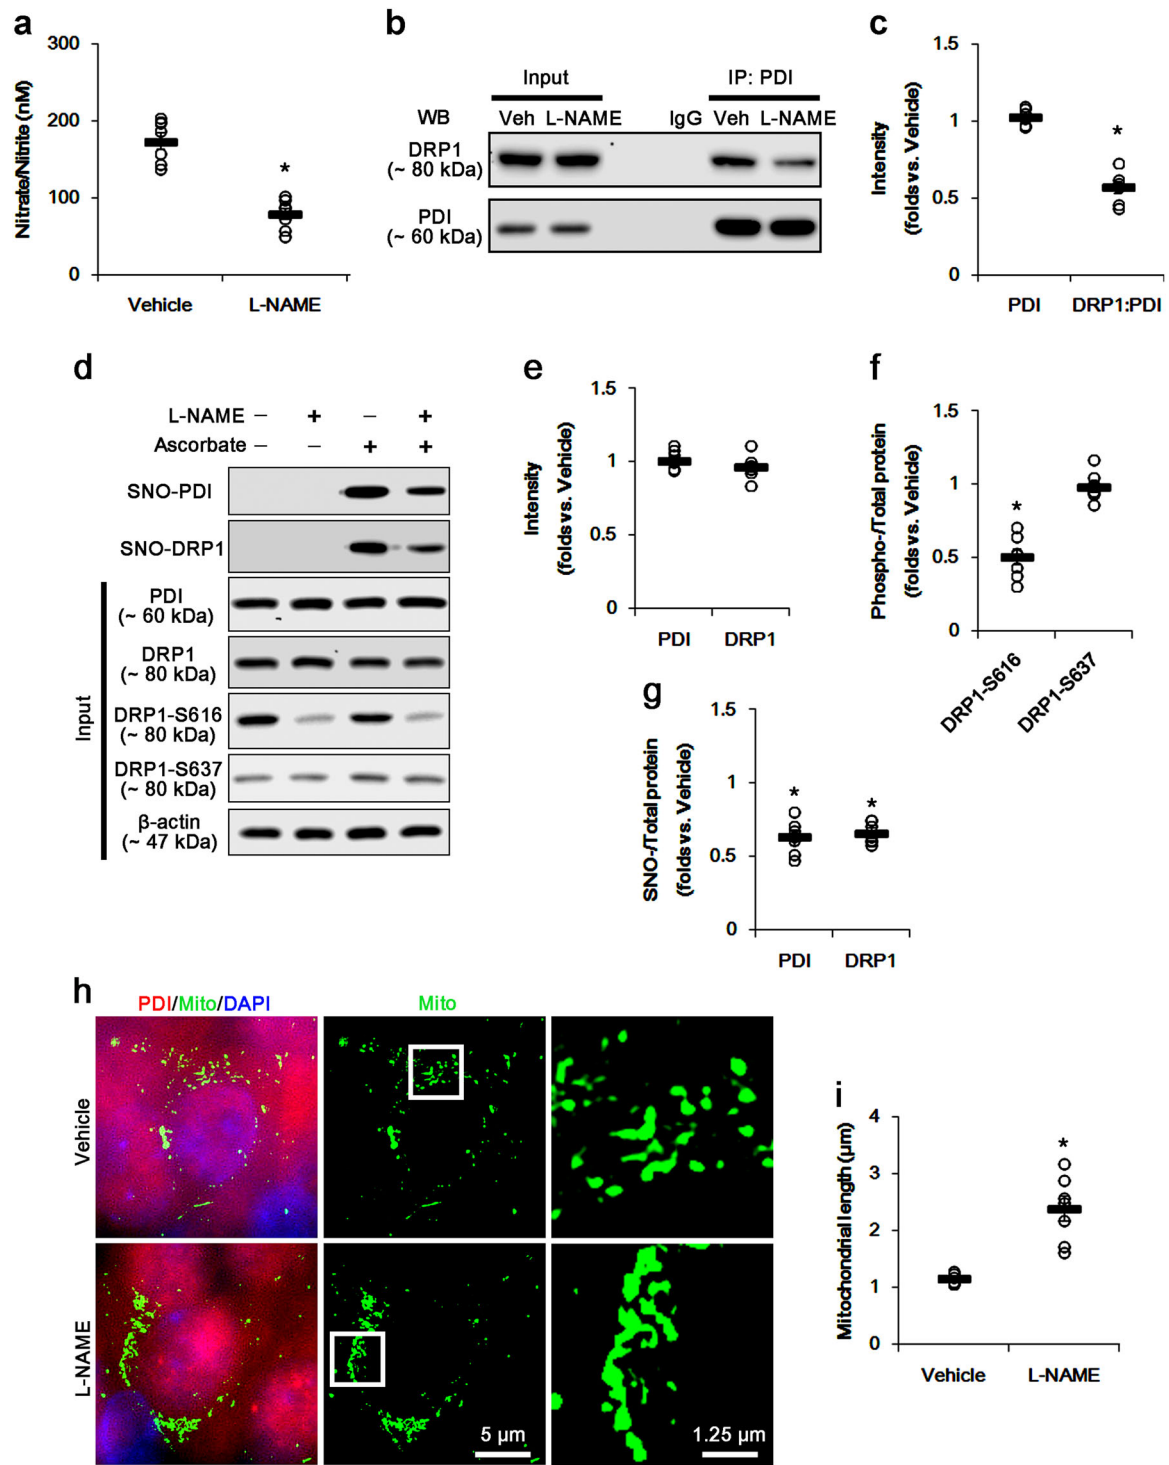 a
Nitrate/Nitrite (nM)
300
200
100
0
*
Vehicle L-NAME
b
Input IP: PDI
WB Veh L-NAME IgG Veh L-NAME
DRP1
(~ 80 kDa)
PDI
(~ 60 kDa)
c
Intensity
(folds vs. Vehicle)
1.5
1
0.5
0
*
PDI DRP1:PDI
d
L-NAME – + – +
Ascorbate – – + +
SNO-PDI
SNO-DRP1
Input
PDI
(~ 60 kDa)
DRP1
(~ 80 kDa)
DRP1-S616
(~ 80 kDa)
DRP1-S637
(~ 80 kDa)
β-actin
(~ 47 kDa)
e
Intensity
(folds vs. Vehicle)
1.5
1
0.5
0
PDI DRP1
f
Phospho-/Total protein
(folds vs. Vehicle)
1.5
1
0.5
0
*
DRP1-S616 DRP1-S637
g
SNO-/Total protein
(folds vs. Vehicle)
1.5
1
0.5
0
* *
PDI DRP1
h
PDI/Mito/DAPI Mito
Vehicle
L-NAME
5 µm 1.25 µm
i
Mitochondrial length (µm)
4
3
2
1
0
*
Vehicle L-NAME